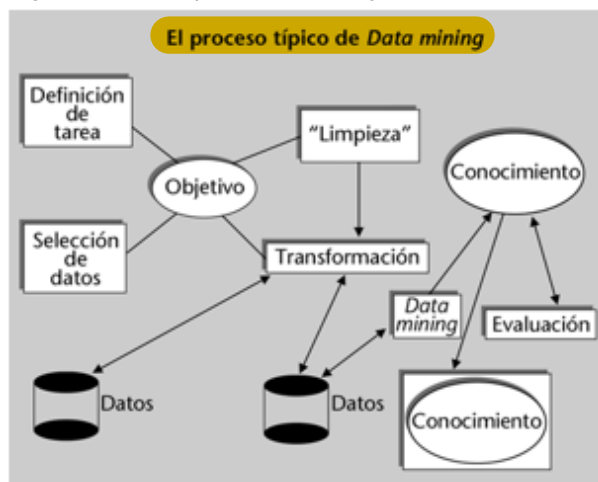 El proceso típico de Data mining
Definición
de
tarea
"Limpieza"
Conocimiento
Objetivo
Selección
de
datos
Transformación
Data
mining
Evaluación
Datos
Datos
Conocimiento